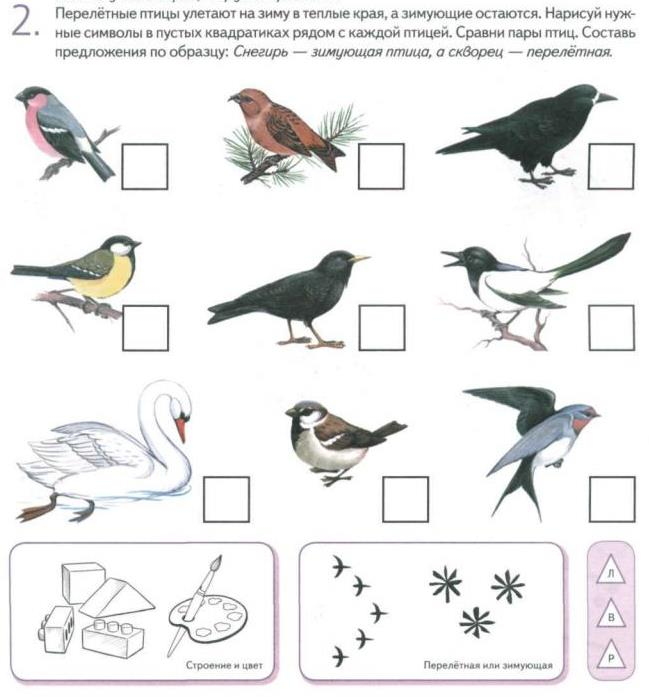 2.
Перелётные птицы улетают на зиму в теплые края, а зимующие остаются. Нарисуй нуж-
ные символы в пустых квадратиках рядом с каждой птицей. Сравни пары птиц. Составь
предложения по образцу: Снегирь — зимующая птица, а скворец — перелётная.
Строение и цвет
Перелётная или зимующая
Л
В
Р